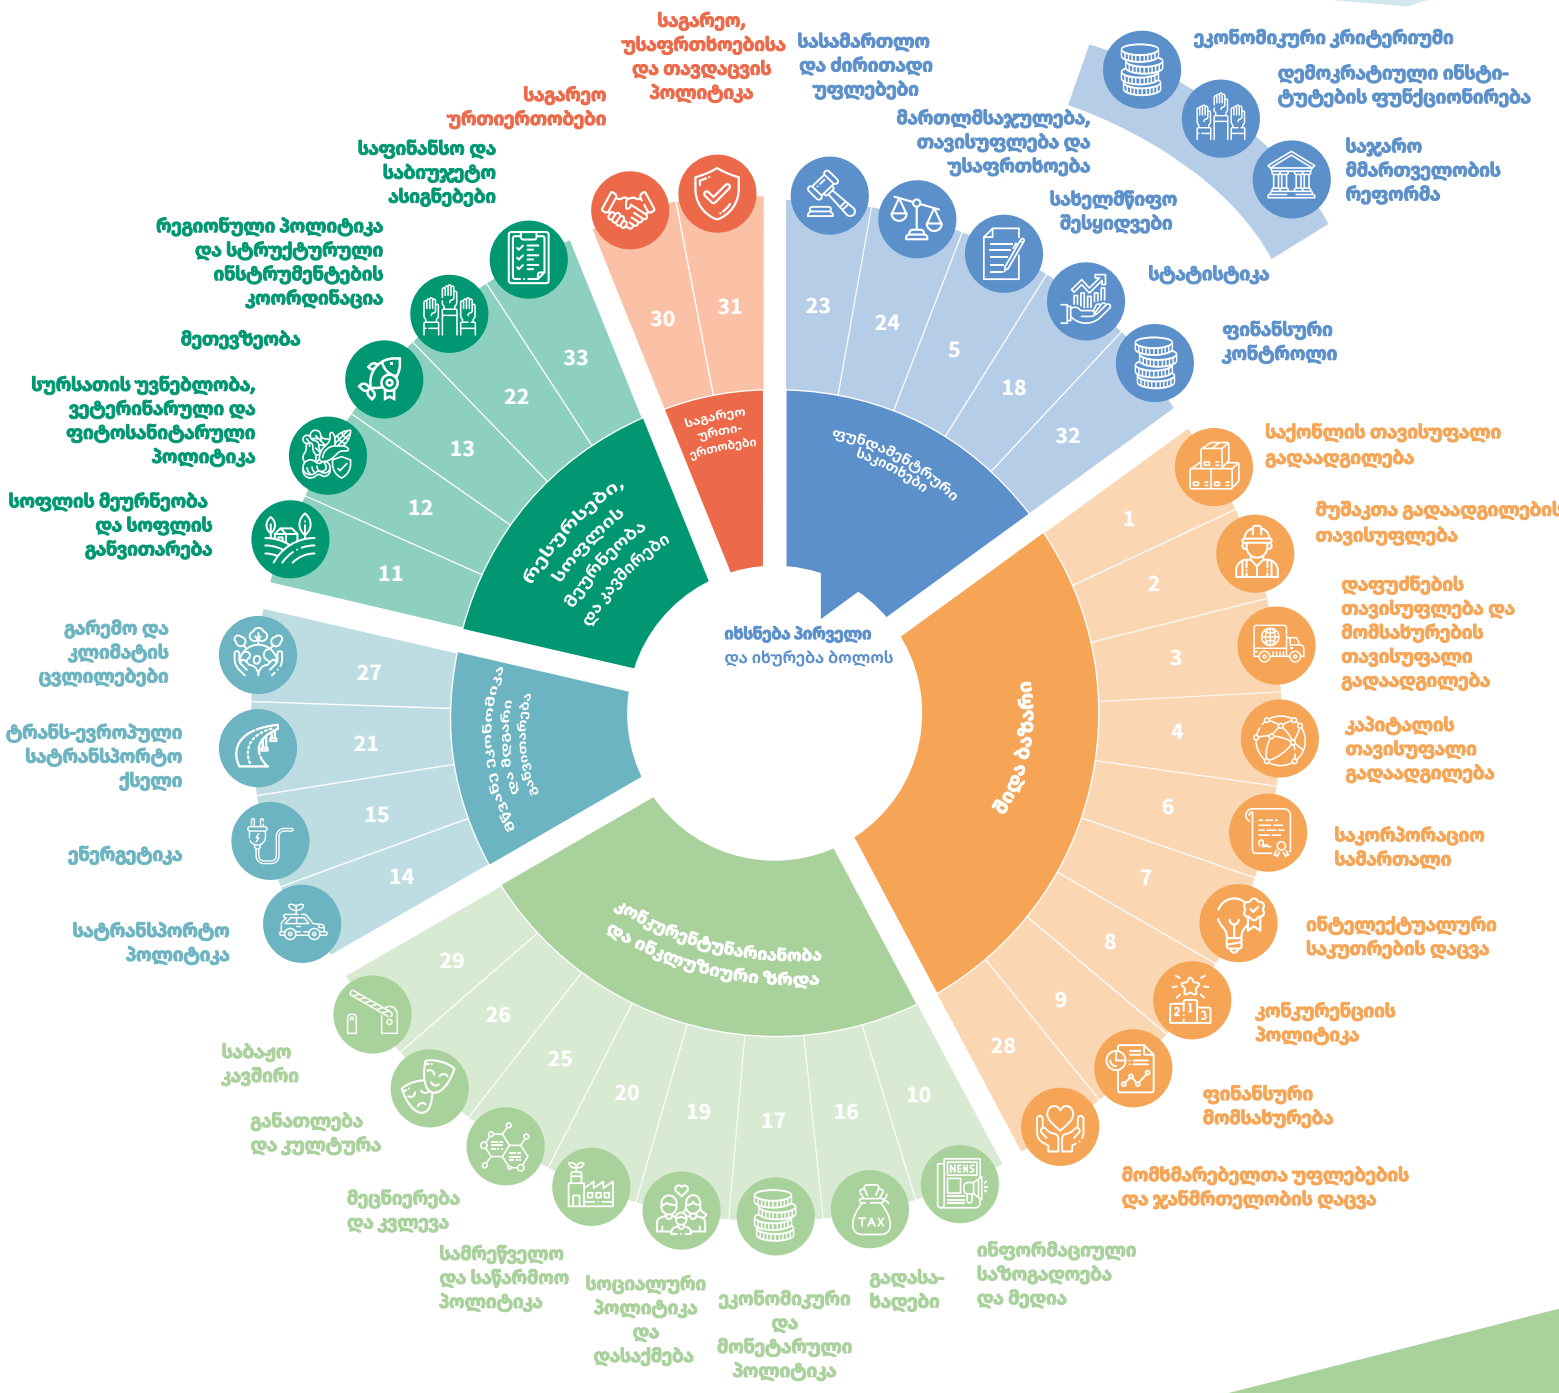 საგარეო,
უსაფრთხოებისა
და თავდაცვის
პოლიტიკა
საგარეო
ურთიერთობები
საფინანსო და
საბიუჯეტო
ასიგნებები
რეგიონული პოლიტიკა
და სტრუქტურული
ინსტრუმენტების
კოორდინაცია
მეთევზეობა
სურსათის უვნებლობა,
ვეტერინარული და
ფიტოსანიტარული
პოლიტიკა
სოფლის მეურნეობა
და სოფლის
განვითარება
სასამართლო
და ძირითადი
უფლებები
მართლმსაჯულება,
თავისუფლება და
უსაფრთხოება
სახელმწიფო
შესყიდვები
სტატისტიკა
ფინანსური
კონტროლი
ეკონომიკური კრიტერიუმი
დემოკრატიული ინსტი-
ტუტების ფუნქციონირება
საჯარო
მმართველობის
რეფორმა
30
31
33
22
13
12
11
23
24
5
18
32
საგარეო
ურთი-
ერთობები
ფუნდამენტრური
საკითხები
რესურსები,
სოფლის
მეურნეობა
და კავშირები
იხსნება პირველი
და იხურება ბოლოს
საქონლის თავისუფალი
გადაადგილება
მუშაკთა გადაადგილების
თავისუფლება
დაფუძნების
თავისუფლება და
მომსახურების
თავისუფალი
გადაადგილება
კაპიტალის
თავისუფალი
გადაადგილება
საკორპორაციო
სამართალი
ინტელექტუალური
საკუთრების დაცვა
კონკურენციის
პოლიტიკა
ფინანსური
მომსახურება
მომხმარებელთა უფლებების
და ჯანმრთელობის დაცვა
1
2
3
4
6
7
8
9
28
შიდა ბაზარი
გარემო და
კლიმატის
ცვლილებები
ტრანს-ევროპული
სატრანსპორტო
ქსელი
ენერგეტიკა
სატრანსპორტო
პოლიტიკა
27
21
15
14
მწვანე ეკონომიკა
და მდგარი
განვითარება
კონკურენტუნარიანობა
და ინკლუზიური ზრდა
29
26
25
20
19
17
16
10
NEWS
TAX
საბაჟო
კავშირი
განათლება
და კულტურა
მეცნიერება
და კვლევა
სამრეწველო
და საწარმოო
პოლიტიკა
სოციალური
პოლიტიკა
და
დასაქმება
ეკონომიკური
და
მონეტარული
პოლიტიკა
გადასა-
ხადები
ინფორმაციული
საზოგადოება
და მედია
2
1
3